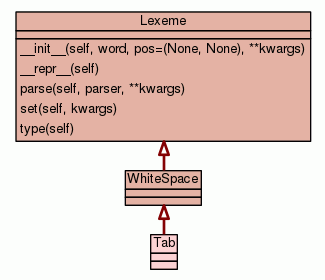 Lexeme
__init__(self, word, pos=(None, None), **kwargs)
__repr__(self)
parse(self, parser, **kwargs)
set(self, kwargs)
type(self)
WhiteSpace
Tab